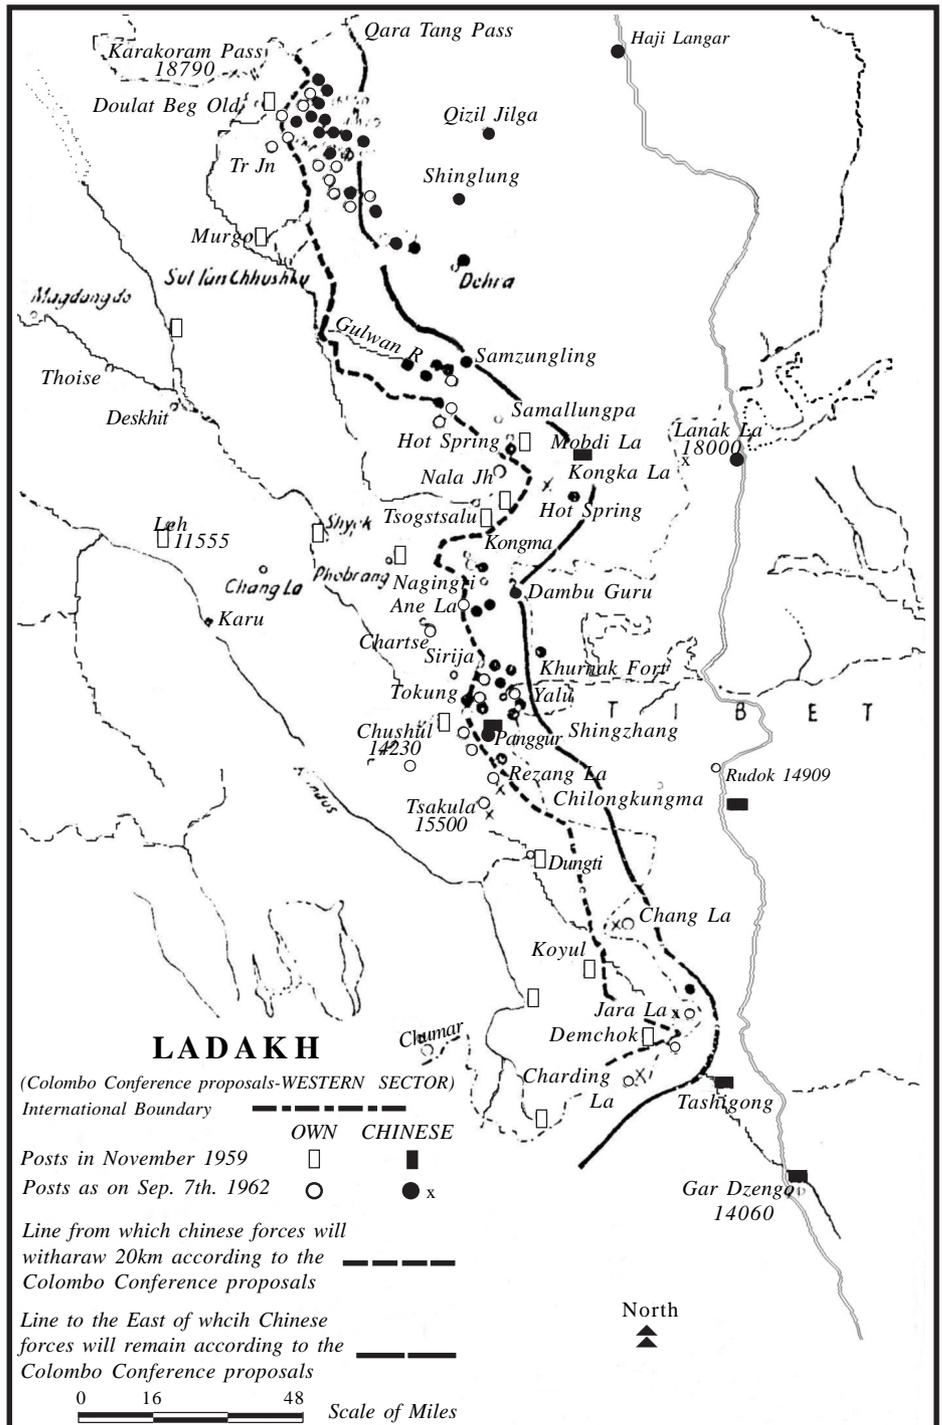 Qara Tang Pass
Haji Langar
Karakoram Pass
18790
Doulat Beg Old
Qizil Jilga
Tr Jn
Shinglung
Murgo
Sultan Chhushku
Dehra
Magdangdo
Gulwan R
Samzungling
Thoise
Deskhit
Samallungpa
Lanak La
18000
x
Hot Spring
Mobdi La
Nala Jh
Kongka La
x
Tsogstsalu
Hot Spring
Leh
11555
Shyok
Kongma
Phobrang
Chang La
Nagingri
Ane La
Dambu Guru
Karu
Chartse
Sirija
Khurnak Fort
Tokung
Yalu
T I B E T
Chushul
14230
Panggur
Shingzhang
Rezang La
Rudok 14909
Indus
x
Chilongkungma
Tsakula
15500
x
Dungti
x
Chang La
Koyul
Jara La
x
Chumar
Demchok
LADAKH
(Colombo Conference proposals-WESTERN SECTOR)
Charding
La
x
Tashigong
International Boundary
OWN CHINESE
Posts in November 1959
Posts as on Sep. 7th. 1962
x
Gar Dzengo
14060
Line from which chinese forces will
witharaw 20km according to the
Colombo Conference proposals
Line to the East of whcih Chinese
forces will remain according to the
Colombo Conference proposals
North
0 16 48
Scale of Miles